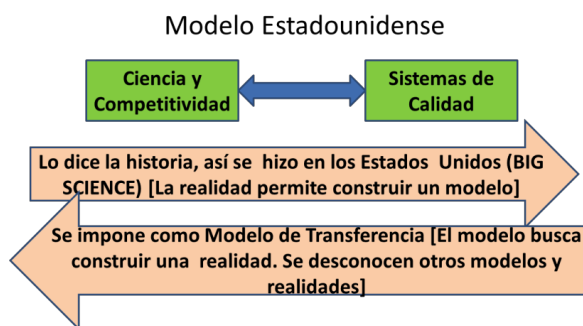 Modelo Estadounidense
Ciencia y
Competitividad
Sistemas de
Calidad
Lo dice la historia, así se hizo en los Estados Unidos (BIG
SCIENCE) [La realidad permite construir un modelo]
Se impone como Modelo de Transferencia [El modelo busca
construir una realidad. Se desconocen otros modelos y
realidades]